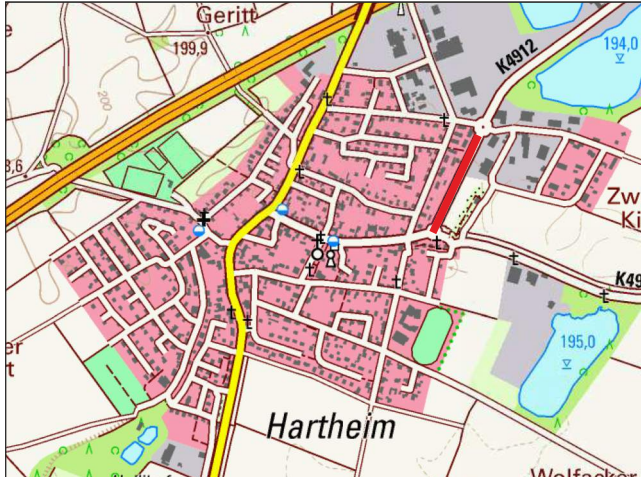 Geritt
199,9
K4912
194,0
200
3,6
Zw
Ki
K49
195,0
er
t
Hartheim
Wolfacker